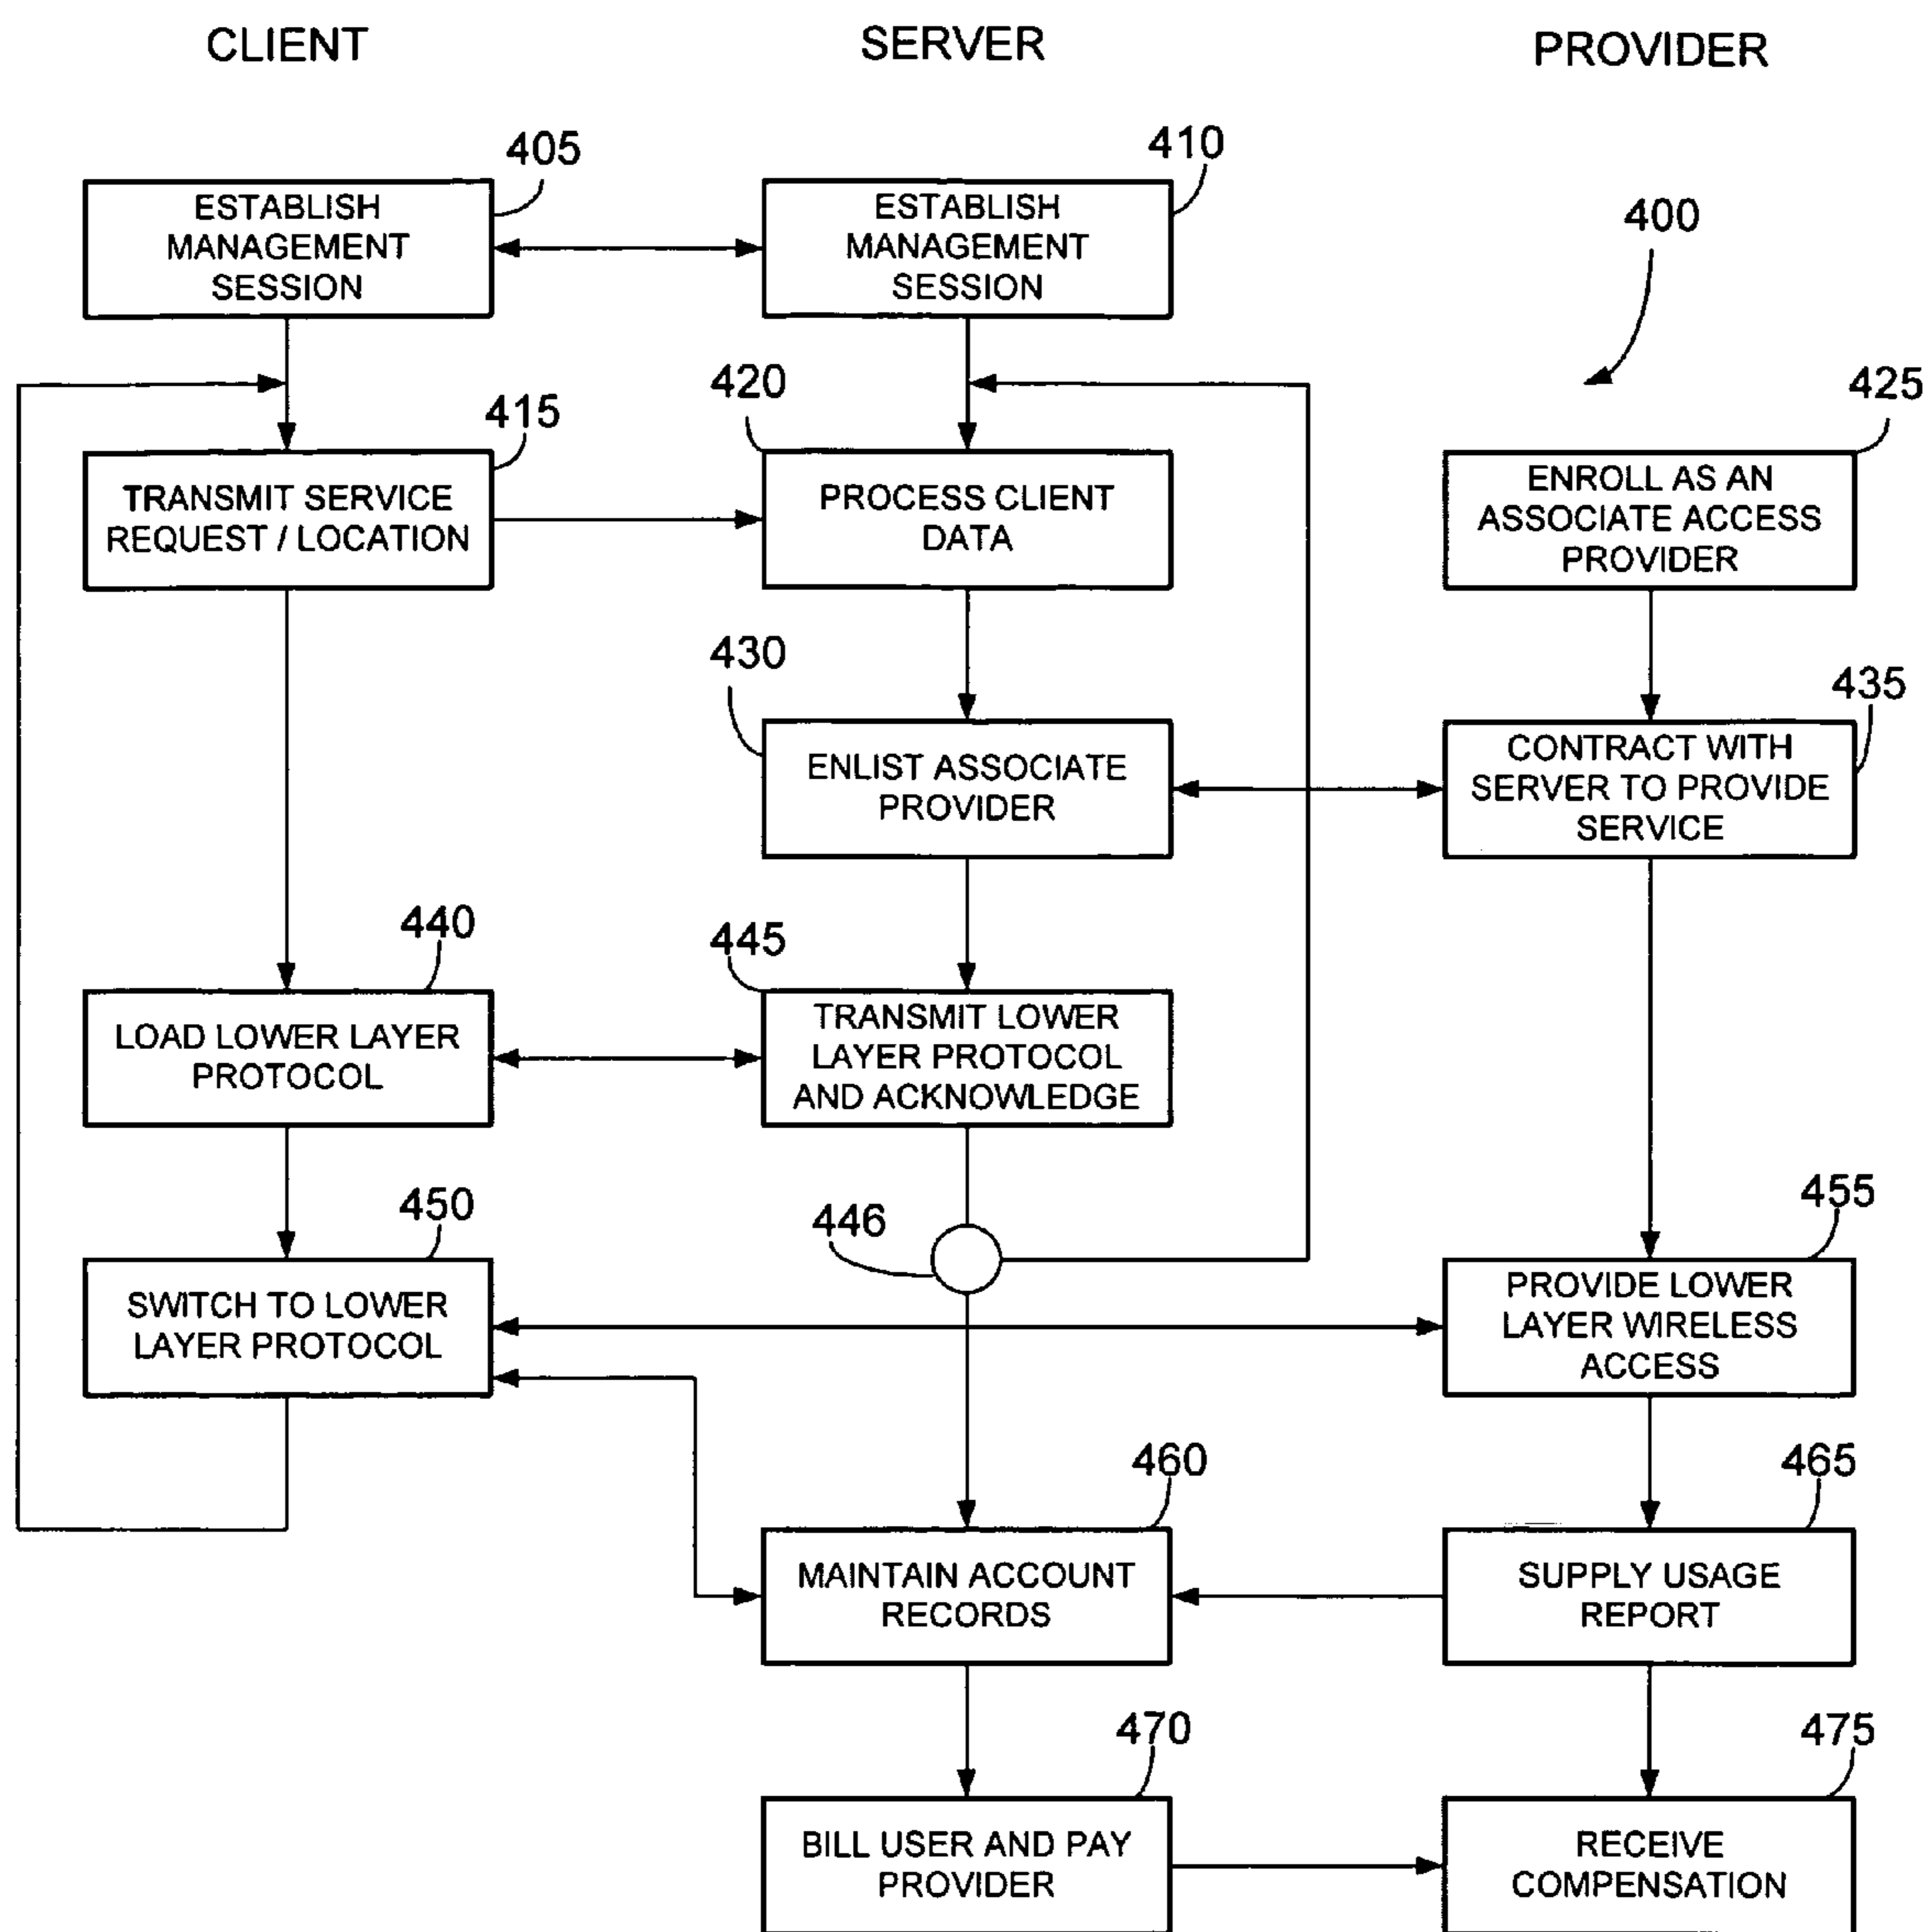 CLIENT
SERVER
PROVIDER
405
410
ESTABLISH
MANAGEMENT
SESSION
ESTABLISH
MANAGEMENT
SESSION
400
420
425
415
TRANSMIT SERVICE
REQUEST / LOCATION
PROCESS CLIENT
DATA
ENROLL AS AN
ASSOCIATE ACCESS
PROVIDER
430
435
ENLIST ASSOCIATE
PROVIDER
CONTRACT WITH
SERVER TO PROVIDE
SERVICE
440
445
LOAD LOWER LAYER
PROTOCOL
TRANSMIT LOWER
LAYER PROTOCOL
AND ACKNOWLEDGE
450
446
455
SWITCH TO LOWER
LAYER PROTOCOL
PROVIDE LOWER
LAYER WIRELESS
ACCESS
460
465
MAINTAIN ACCOUNT
RECORDS
SUPPLY USAGE
REPORT
470
475
BILL USER AND PAY
PROVIDER
RECEIVE
COMPENSATION